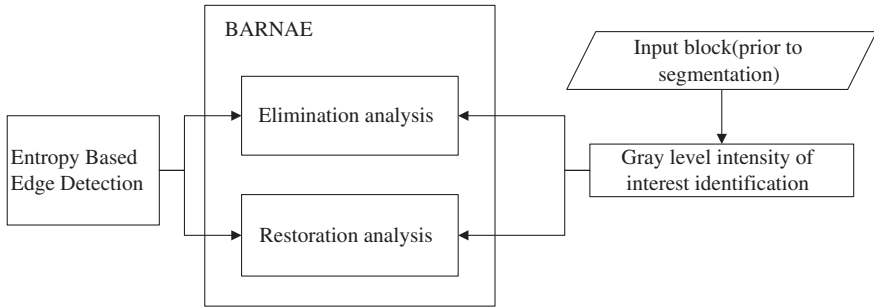 BARNAE
Elimination analysis
Restoration analysis
Entropy Based
Edge Detection
Input block(prior to
segmentation)
Gray level intensity of
interest identification